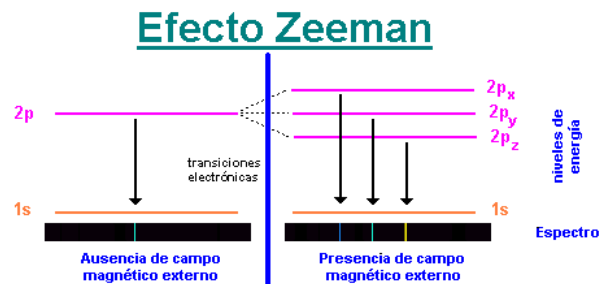 Efecto Zeeman
2p
1s
transiciones
electrónicas
Ausencia de campo
magnético externo
2px
2py
2pz
1s
niveles de
energía
Espectro
Presencia de campo
magnético externo